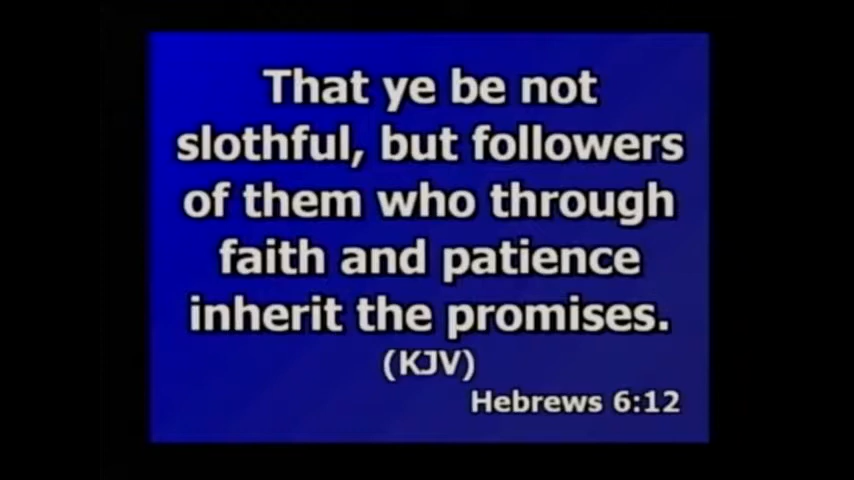 That ye be not
slothful, but followers
of them who through
faith and patience
inherit the promises.
(KJV)
Hebrews 6:12